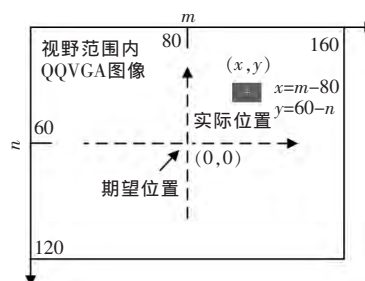 m
视野范围内
QQVGA图像
80
160
(x,y)
x=m-80
y=60-n
实际位置
60
n
(0,0)
期望位置
120